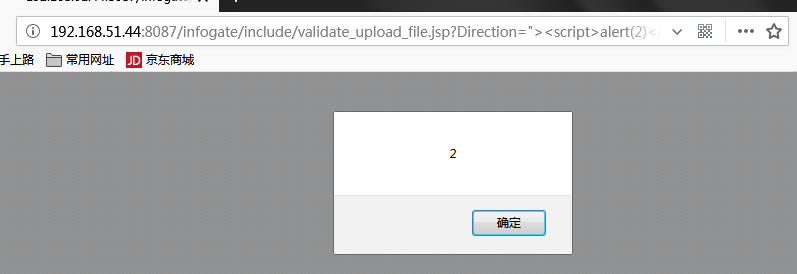 192.168.51.44:8087/infogate/include/validate_upload_file.jsp?Direction="><script>alert(2)</
手上路 常用网址 JD 京东商城
2
确定